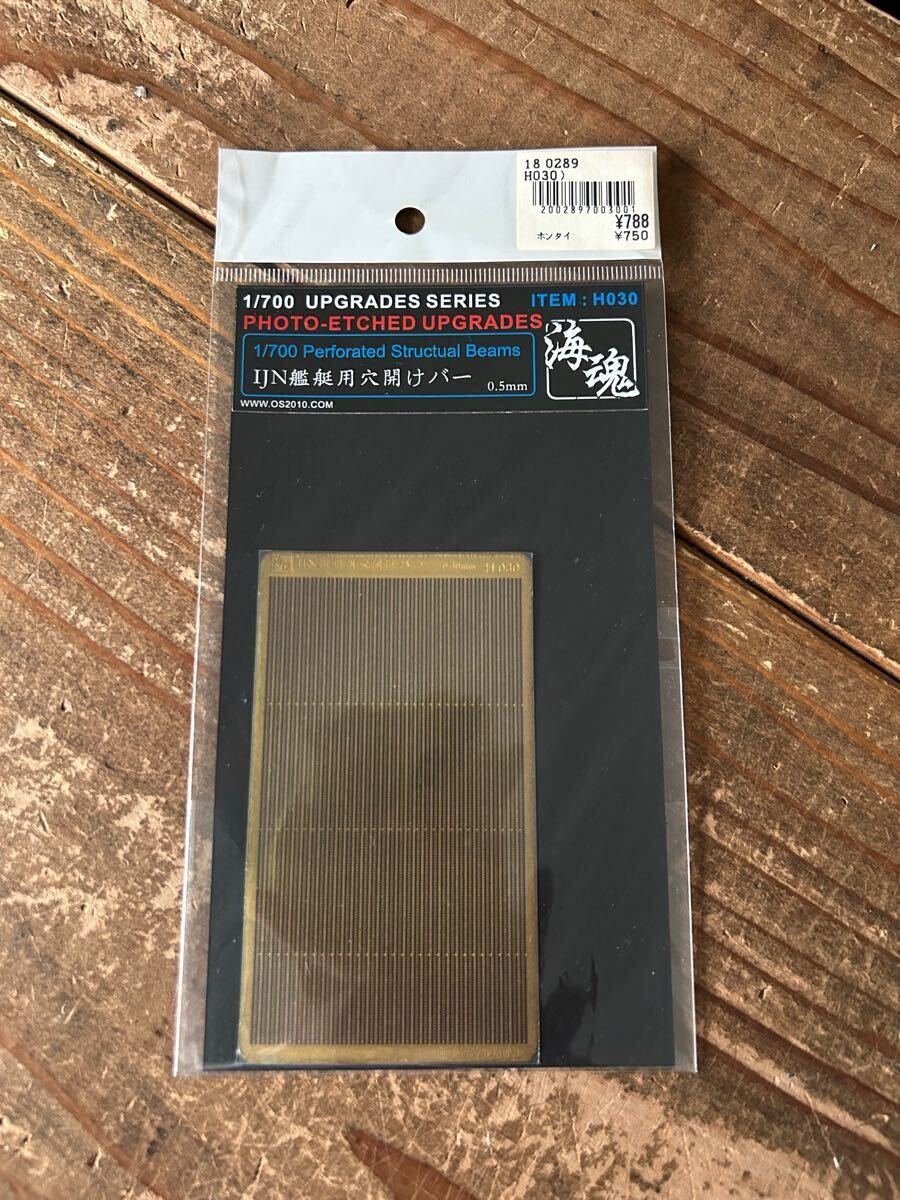 18 0289
H030)
2002897003001
¥788
ホンタイ ¥750
1/700 UPGRADES SERIES ITEM : H030
PHOTO-ETCHED UPGRADES
1/700 Perforated Structual Beams
IJN艦艇用穴開けバー 0.5mm
海魂
WWW.OS2010.COM
H030